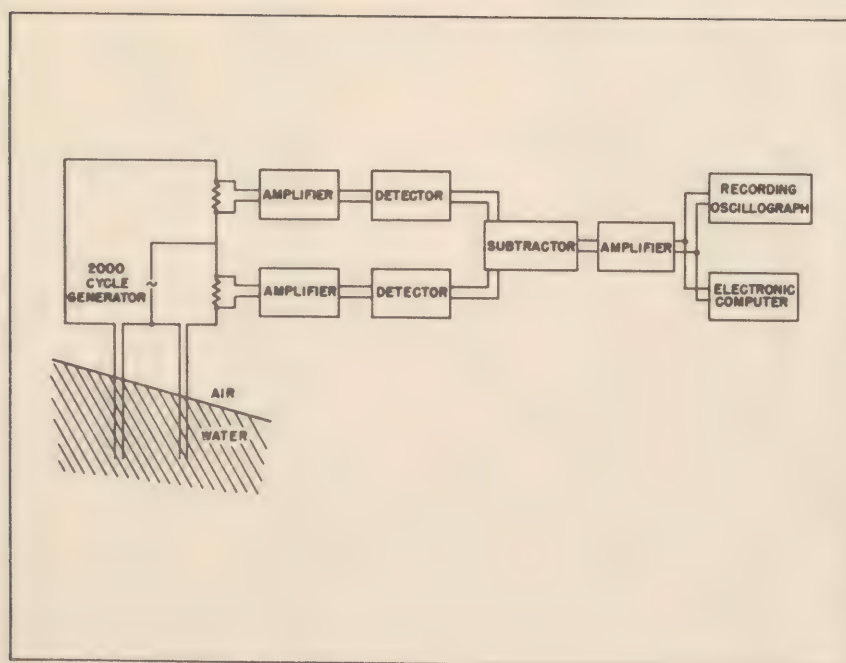 AMPLIFIER
DETECTOR
RECORDING
OSCILLOGRAPH
SUBTRACTOR
AMPLIFIER
2000
CYCLE
GENERATOR
~
AMPLIFIER
DETECTOR
ELECTRONIC
COMPUTER
AIR
WATER